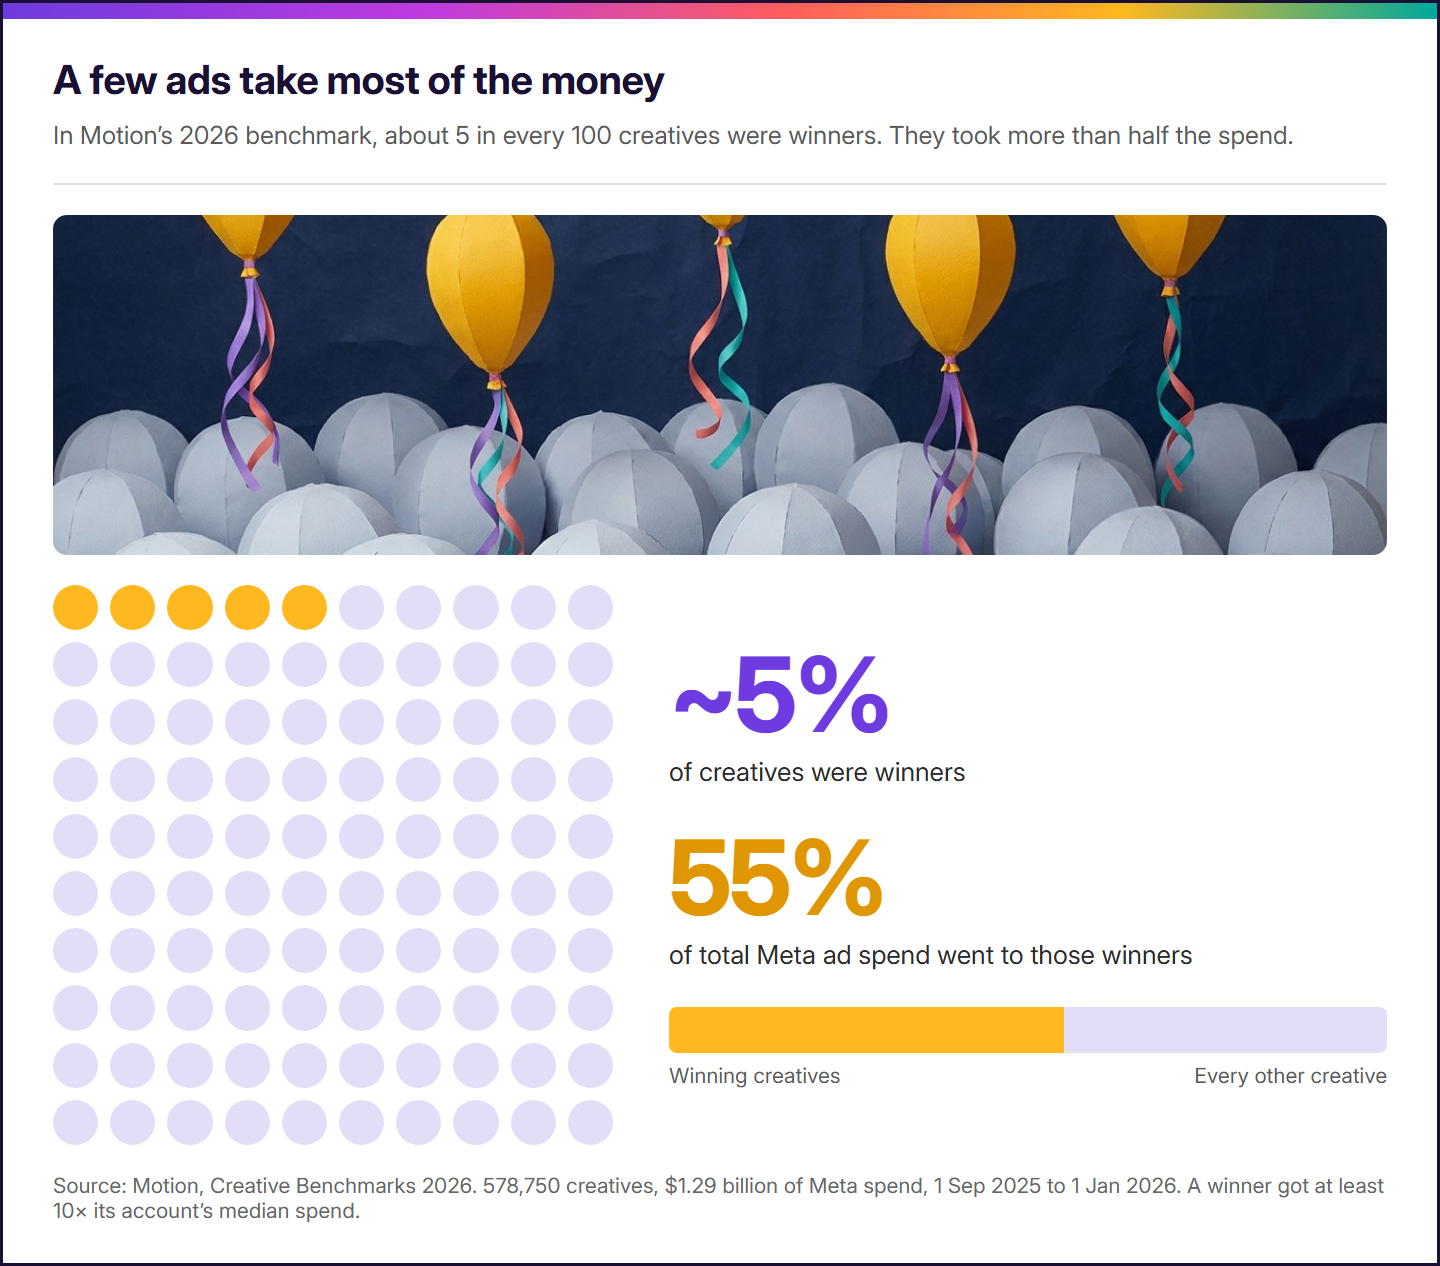 A few ads take most of the money
In Motion’s 2026 benchmark, about 5 in every 100 creatives were winners. They took more than half the spend.
~5%
of creatives were winners
55%
of total Meta ad spend went to those winners
Winning creatives
Every other creative
Source: Motion, Creative Benchmarks 2026. 578,750 creatives, $1.29 billion of Meta spend, 1 Sep 2025 to 1 Jan 2026. A winner got at least
10× its account’s median spend.